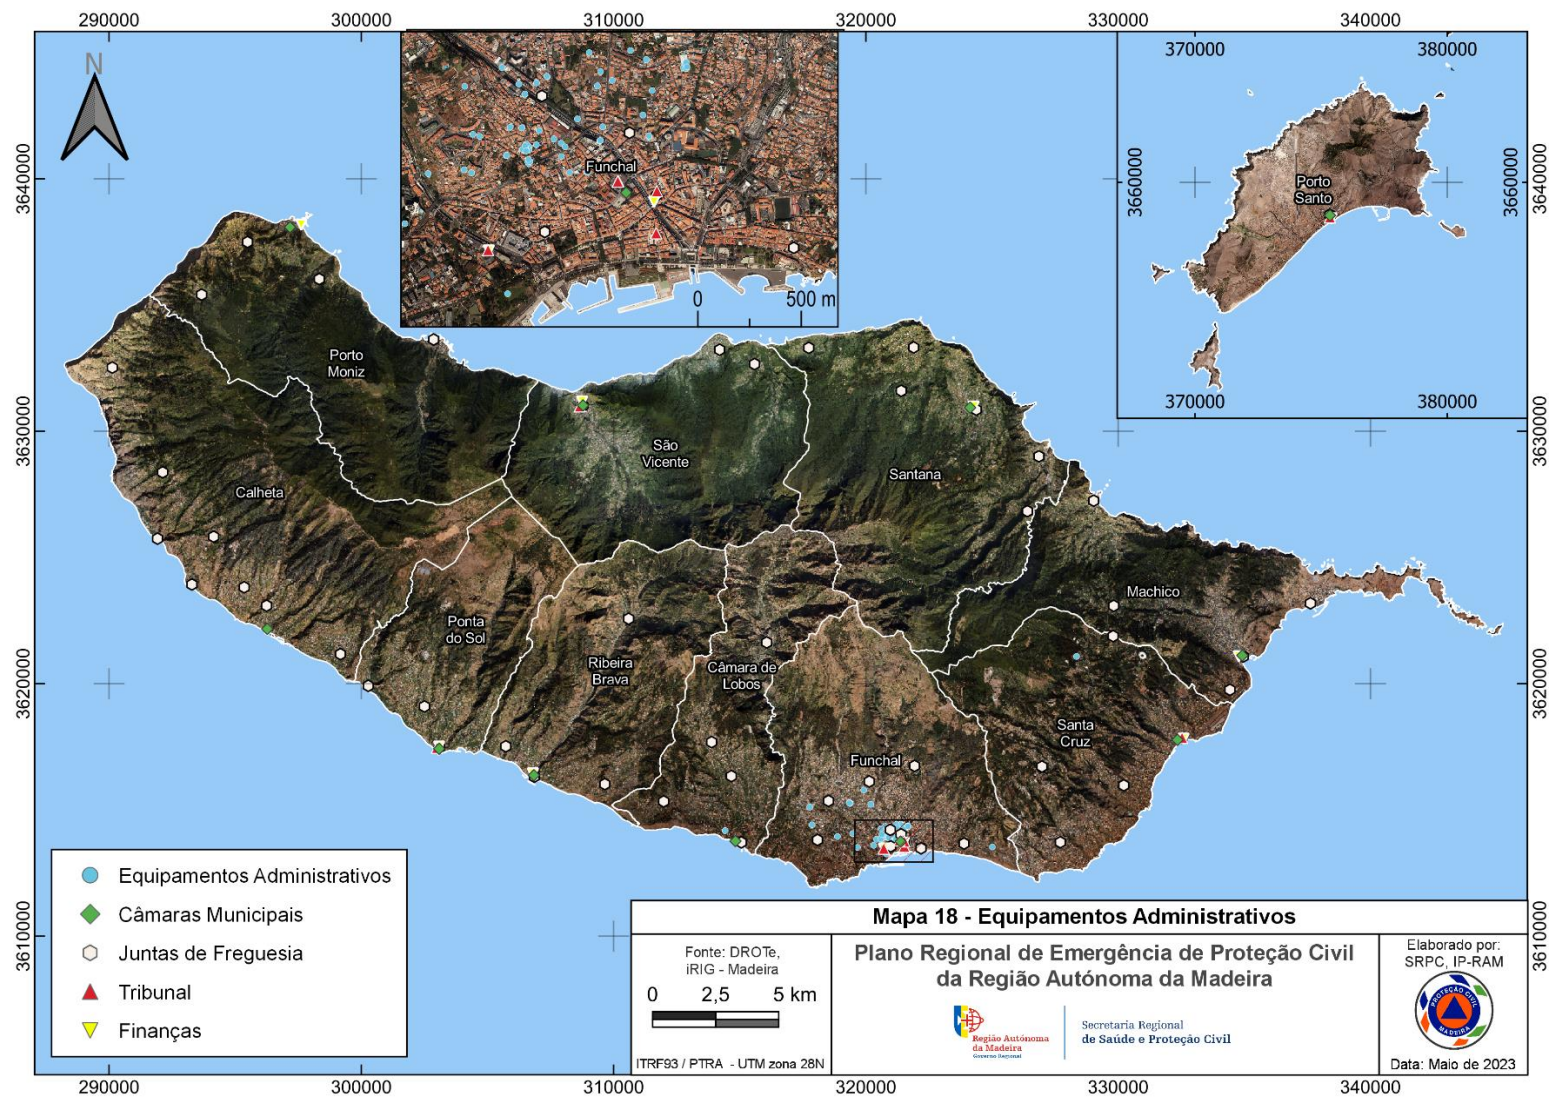 290000
300000
310000
320000
330000
340000
370000
380000
N
3640000
3660000
3660000
3640000
Funchal
0
500 m
Porto
Santo
370000
380000
Porto
Moniz
3630000
3630000
São
Vicente
Santana
Calheta
Machico
Ponta
do Sol
Ribeira
Brava
Câmara de
Lobos
3620000
3620000
Santa
Cruz
Funchal
Equipamentos Administrativos
Câmaras Municipais
Juntas de Freguesia
Tribunal
Finanças
3610000
3610000
Mapa 18 - Equipamentos Administrativos
Fonte: DROTe,
iRIG - Madeira
0 2,5 5 km
ITRF93 / PTRA - UTM zona 28N
Plano Regional de Emergência de Proteção Civil
da Região Autónoma da Madeira
Região Autónoma
da Madeira
Governo Regional
Secretaria Regional
de Saúde e Proteção Civil
Elaborado por:
SRPC, IP-RAM
PROTEÇÃO CIVIL
MADEIRA
Data: Maio de 2023
290000
300000
310000
320000
330000
340000